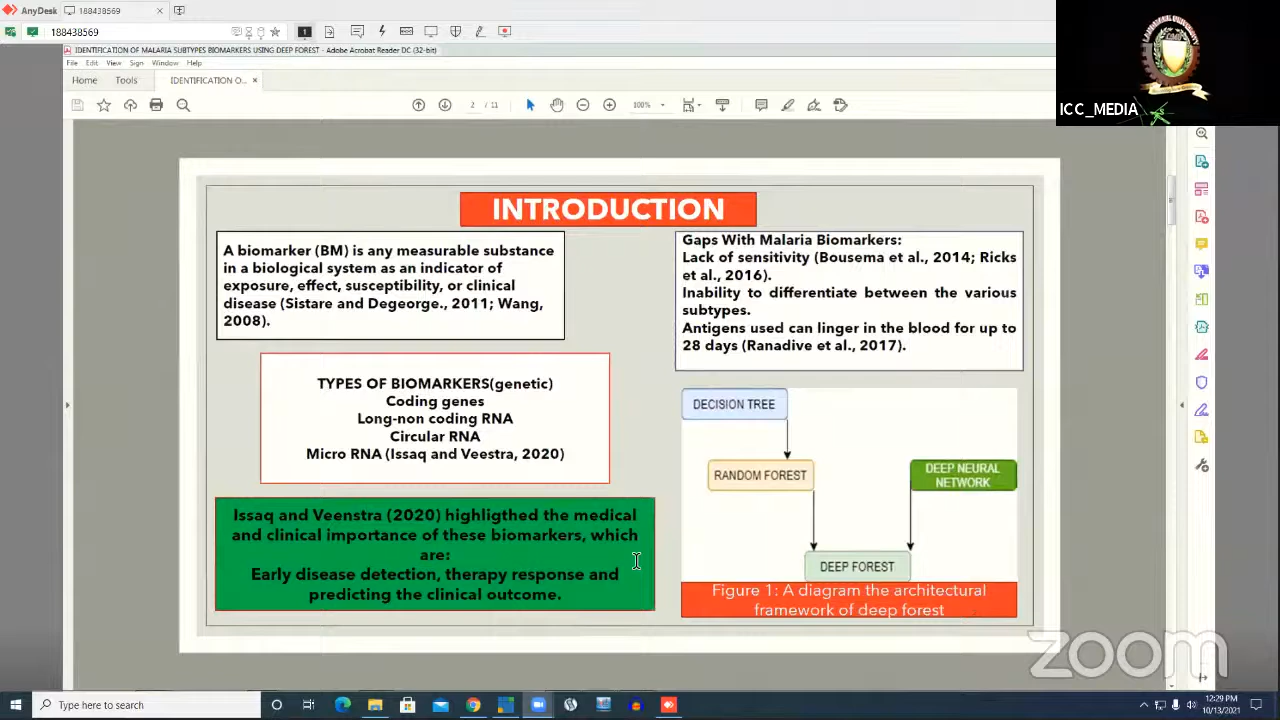 AnyDesk
188438569
188438569
1
ICC_MEDIA
IDENTIFICATION OF MALARIA SUBTYPES BIOMARKERS USING DEEP FOREST - Adobe Acrobat Reader DC (32-bit)
File Edit View Sign Window Help
Home Tools IDENTIFICATION O...
2 / 11 100%
INTRODUCTION
A biomarker (BM) is any measurable substance
in a biological system as an indicator of
exposure, effect, susceptibility, or clinical
disease (Sistare and Degeorge., 2011; Wang,
2008).
TYPES OF BIOMARKERS(genetic)
Coding genes
Long-non coding RNA
Circular RNA
Micro RNA (Issaq and Veestra, 2020)
Issaq and Veenstra (2020) highligthed the medical
and clinical importance of these biomarkers, which
are:
Early disease detection, therapy response and
predicting the clinical outcome.
Gaps With Malaria Biomarkers:
Lack of sensitivity (Bousema et al., 2014; Ricks
et al., 2016).
Inability to differentiate between the various
subtypes.
Antigens used can linger in the blood for up to
28 days (Ranadive et al., 2017).
DECISION TREE
RANDOM FOREST
DEEP NEURAL
NETWORK
DEEP FOREST
Figure 1: A diagram the architectural
framework of deep forest
zoom
Type here to search
12:29 PM
10/13/2021